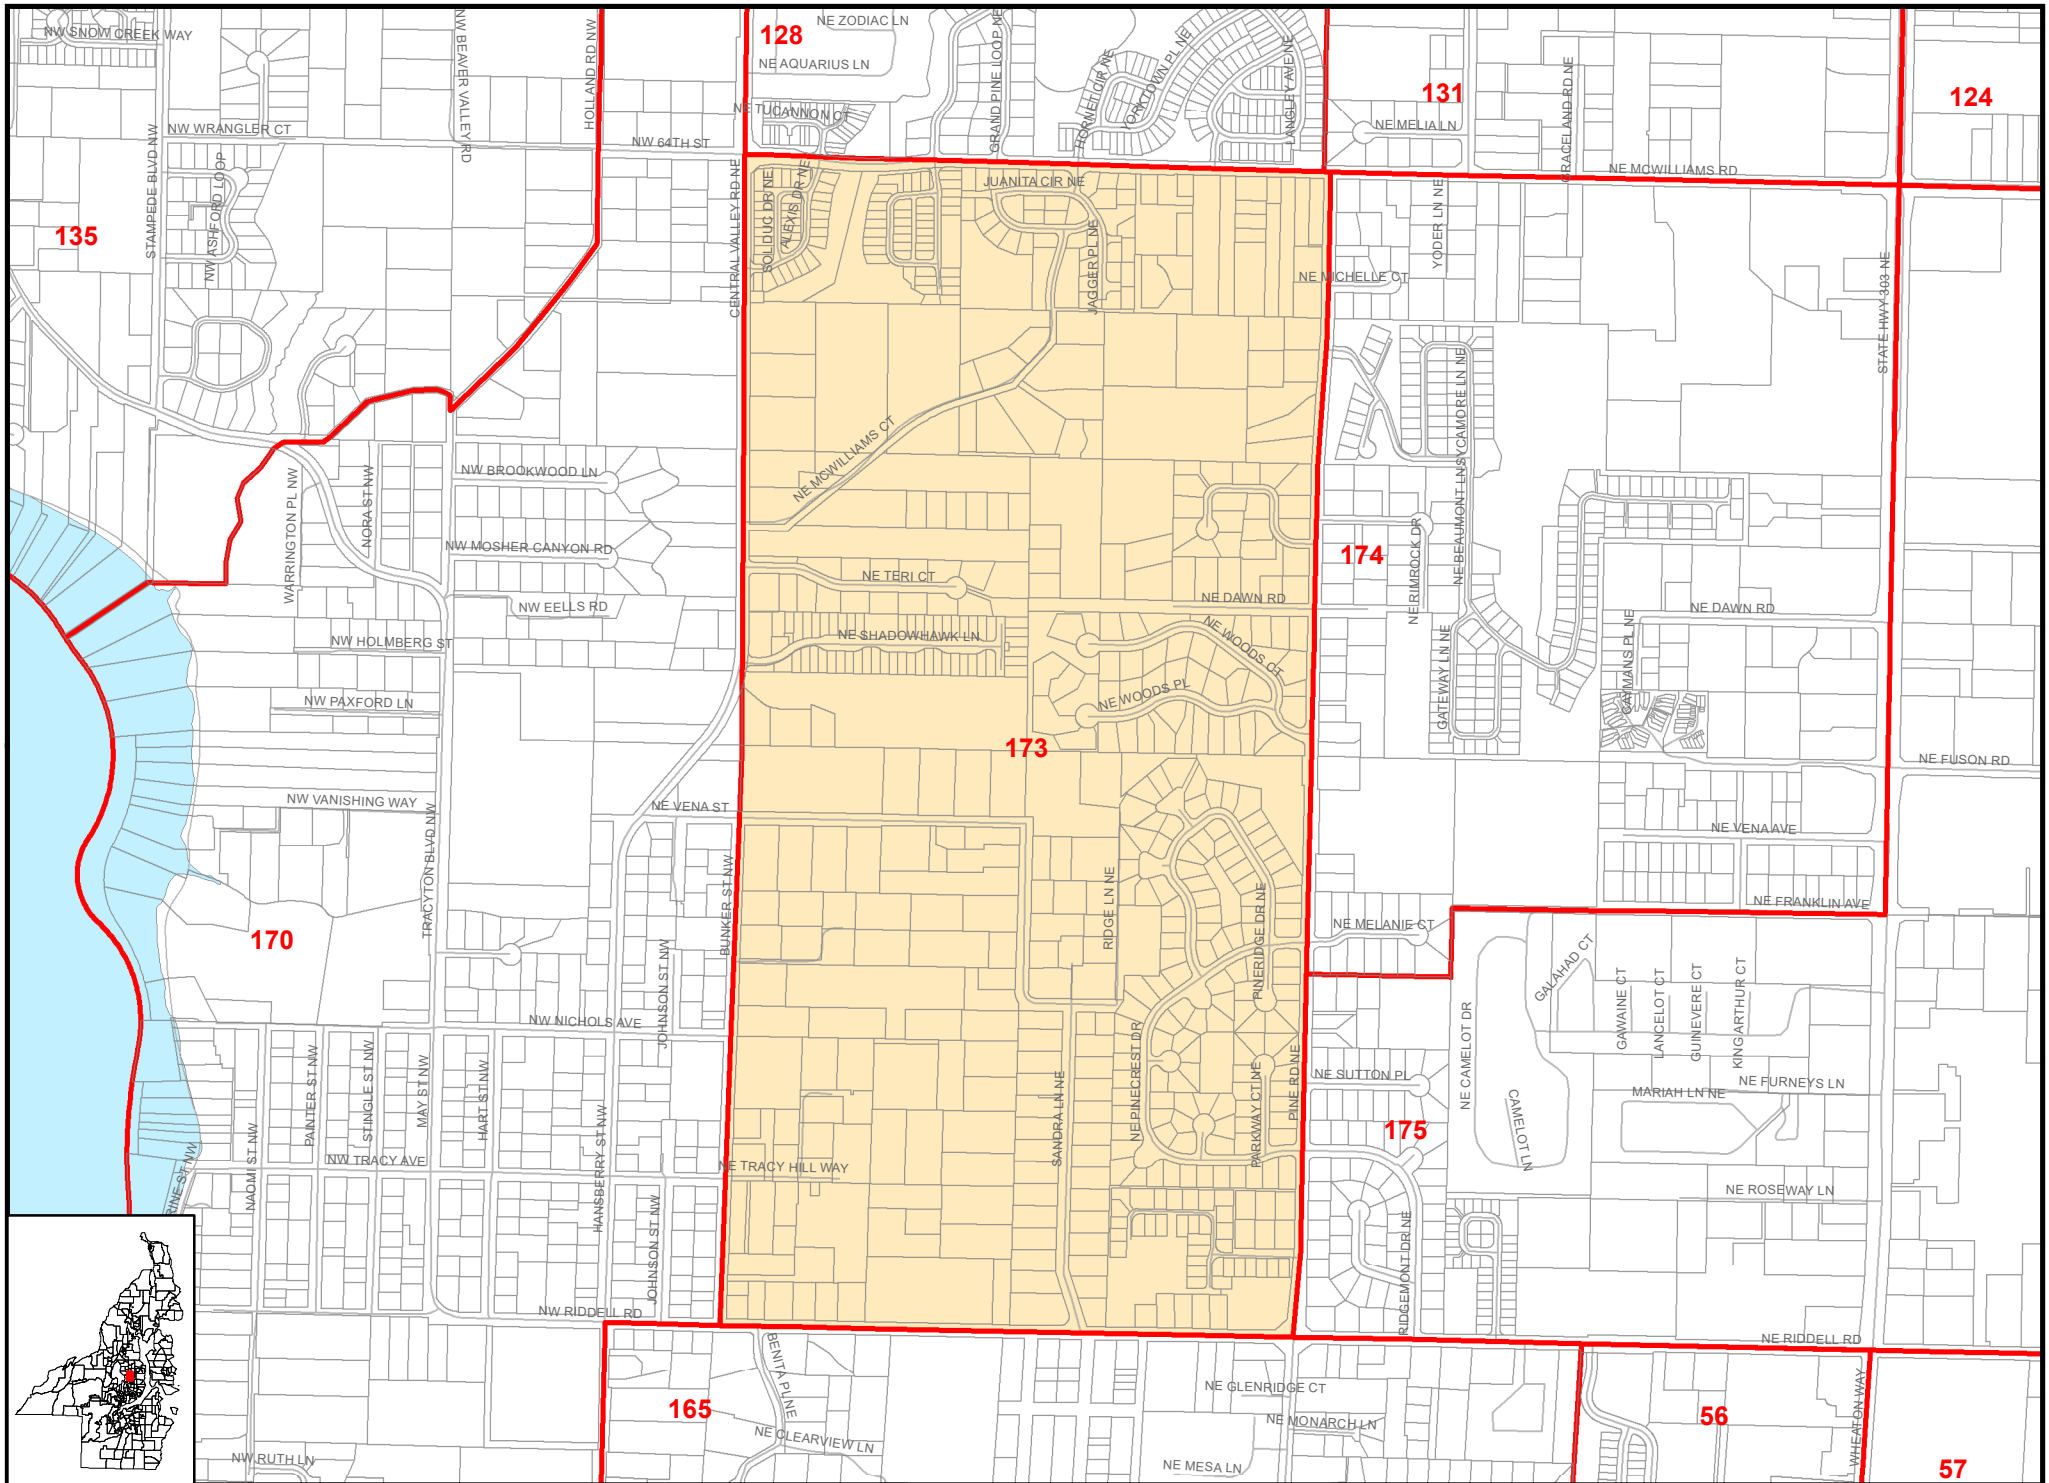 NE ZODIAC LN
NW SNOW CREEK WAY
128
NE AQUARIUS LN
NW BEAVER VALLEY RD
HOLLAND RD NW
GRAND PINE LOOP NE
HORNET CIR NE
YORKTOWN PL NE
LANGLEY AVE NE
131
124
GRACELAND RD NE
NE TUCANNON CT
NE MELIA LN
NW WRANGLER CT
NW 64TH ST
NE MCWILLIAMS RD
STAMPEDE BLVD NW
NW ASHFORD LOOP
CENTRAL VALLEY RD NE
SOLDUC DR NE
ALEXIS DR NE
JUANITA CIR NE
JAGGER PL NE
YODER LN NE
135
NE MICHELLE CT
STATE HWY 303 NE
SYCAMORE LN NE
NE MCWILLIAMS CT
NW BROOKWOOD LN
WARRINGTON PL NW
NORA ST NW
NW MOSHER CANYON RD
174
NE RIMROCK DR
NE BEAUMONT LN
NE TERI CT
NW EELLS RD
NE DAWN RD
NE DAWN RD
NW HOLMBERG ST
NE SHADOWHAWK LN
NE WOODS CT
GATEWAY LN NE
CAYMANS PL NE
NW PAXFORD LN
NE WOODS PL
173
NE FUSON RD
NW VANISHING WAY
NE VENA ST
NE VENA AVE
TRACYTON BLVD NW
BUNKER ST NW
RIDGE LN NE
PINERIDGE DR NE
NE FRANKLIN AVE
NE MELANIE CT
170
JOHNSON ST NW
GALAHAD CT
GAWAINE CT
LANCELOT CT
GUINEVERE CT
KING ARTHUR CT
NW NICHOLS AVE
NE CAMELOT DR
NE PINECREST DR
PARKWAY CT NE
PINE RD NE
NE SUTTON PL
NE FURNEYS LN
MARIAH LN NE
CAMELOT LN
PAINTER ST NW
STINGLE ST NW
MAY ST NW
HART ST NW
SANDRA LN NE
175
NAOMI ST NW
NW TRACY AVE
HANSBERRY ST NW
NE TRACY HILL WAY
RINE ST NW
NE ROSEWAY LN
JOHNSON ST NW
RIDGEMONT DR NE
NW RIDDELL RD
NE RIDDELL RD
BENITA PL NE
NE GLENRIDGE CT
WHEATON WAY
165
56
NE MONARCH LN
NE CLEARVIEW LN
NW RUTH LN
NE MESA LN
57